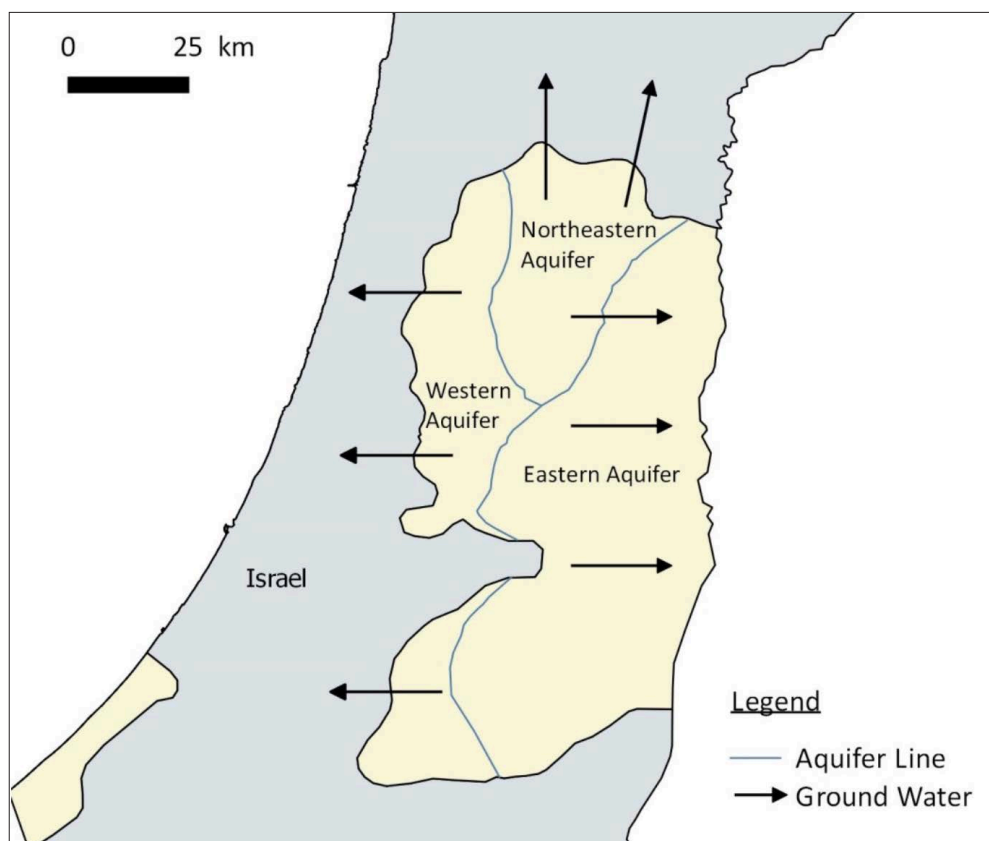 0 25 km
Northeastern
Aquifer
Western
Aquifer
Eastern Aquifer
Israel
Legend
Aquifer Line
Ground Water